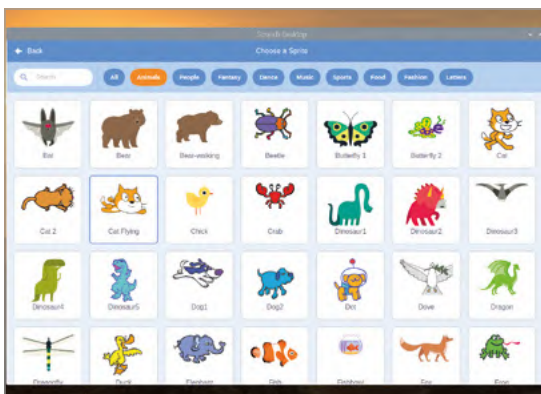 Scratch Desktop
Back
Choose a Sprite
Search
All Animals People Fantasy Dance Music Sports Food Fashion Letters
Bat Bear Bear-walking Beetle Butterfly 1 Butterfly 2 Cat
Cat 2 Cat Flying Chick Crab Dinosaur1 Dinosaur2 Dinosaur3
Dinosaur4 Dinosaur5 Dog1 Dog2 Dot Dove Dragon
Dragonfly Duck Elephant Fish Fishbowl Fox Frog